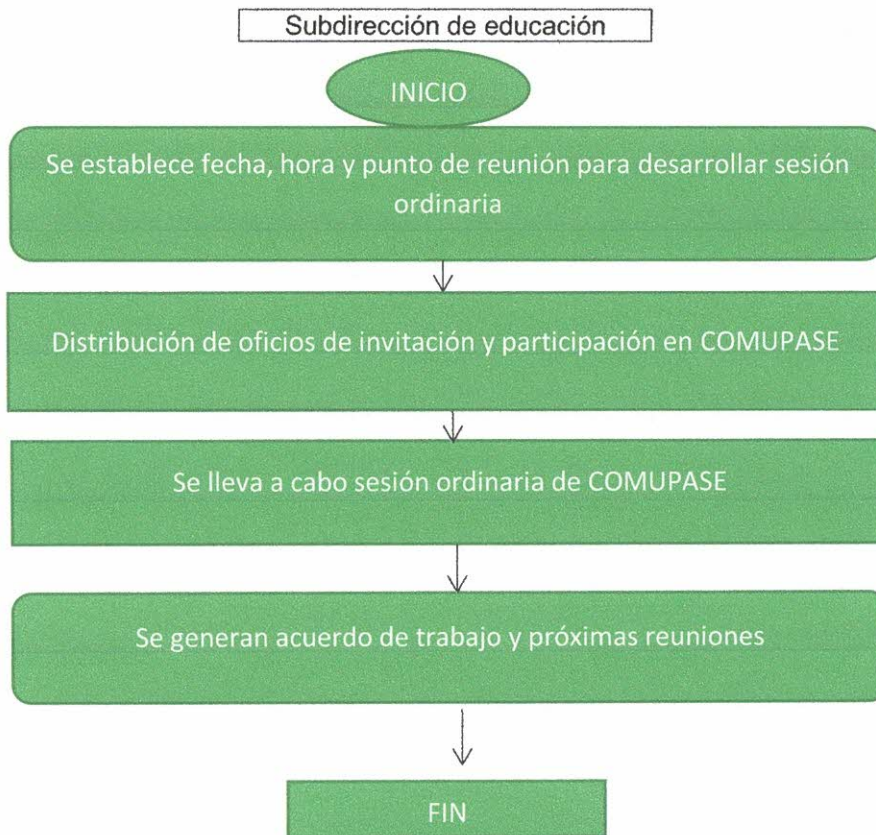 Subdirección de educación
INICIO
Se establece fecha, hora y punto de reunión para desarrollar sesión
ordinaria
Distribución de oficios de invitación y participación en COMUPASE
Se lleva a cabo sesión ordinaria de COMUPASE
Se generan acuerdo de trabajo y próximas reuniones
FIN